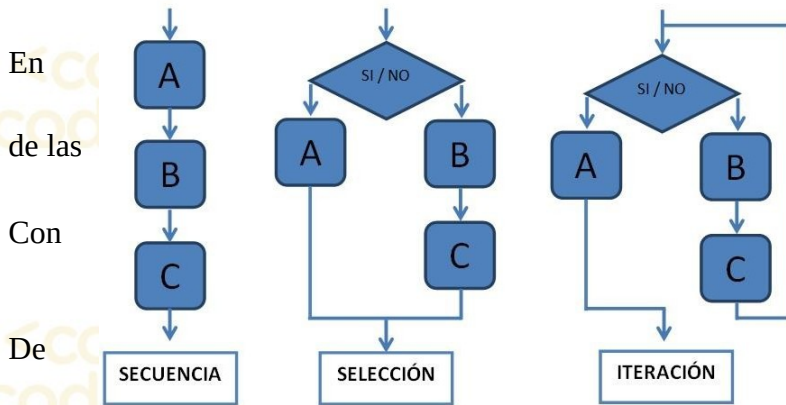 En
de las
Con
De
A
B
C
SECUENCIA
SI / NO
A
B
C
SELECCIÓN
SI / NO
A
B
C
ITERACIÓN